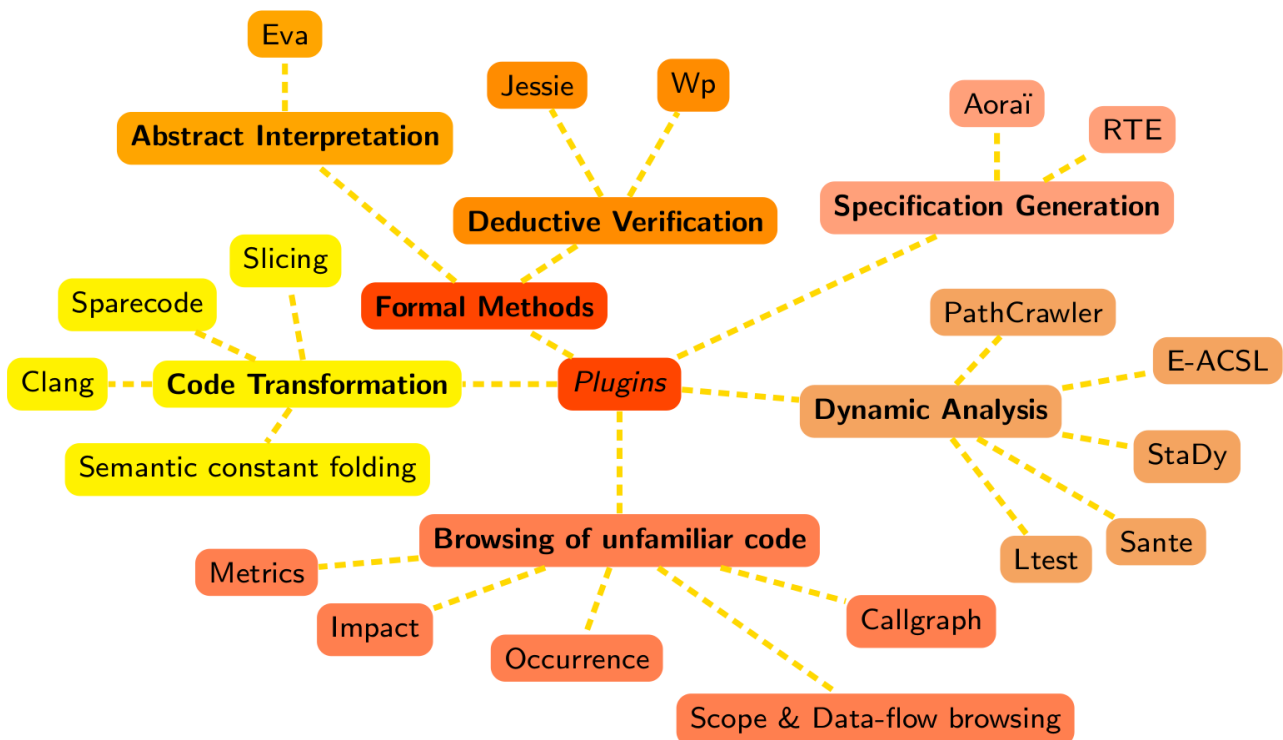 Eva
Jessie
Wp
Abstract Interpretation
Aoraï
RTE
Deductive Verification
Specification Generation
Slicing
Sparecode
Formal Methods
PathCrawler
Clang
Code Transformation
Plugins
E-ACSL
Dynamic Analysis
Semantic constant folding
StaDy
Browsing of unfamiliar code
Sante
Ltest
Metrics
Impact
Callgraph
Occurrence
Scope & Data-flow browsing